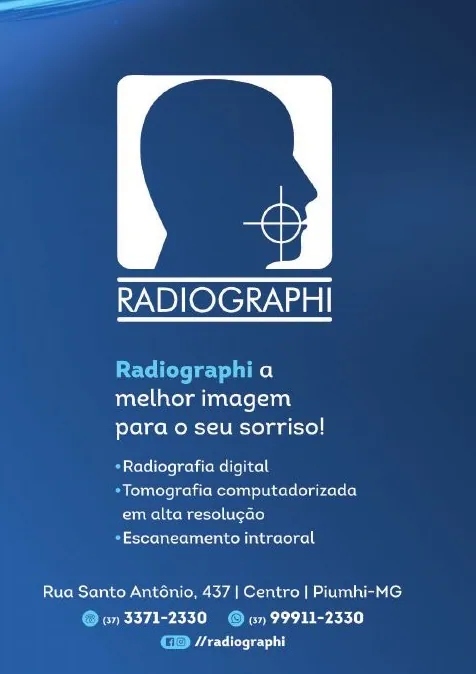 RADIOGRAPHI
Radiographi a
melhor imagem
para o seu sorriso!
•Radiografia digital
•Tomografia computadorizada
em alta resolução
•Escaneamento intraoral
Rua Santo Antônio, 437 | Centro | Piumhi-MG
(37) 3371-2330 (37) 99911-2330
//radiographi